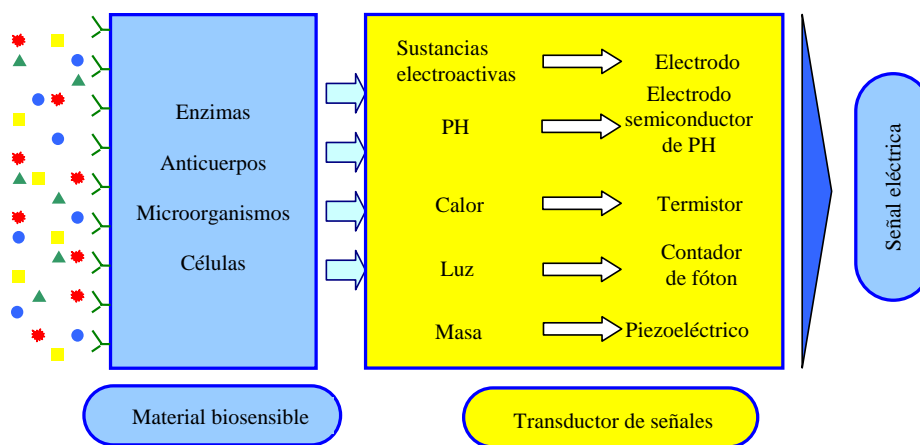 Enzimas
Anticuerpos
Microorganismos
Células
Material biosensible
Sustancias
electroactivas
Electrodo
PH
Electrodo
semiconductor
de PH
Calor
Termistor
Luz
Contador
de fóton
Masa
Piezoeléctrico
Transductor de señales
Señal eléctrica